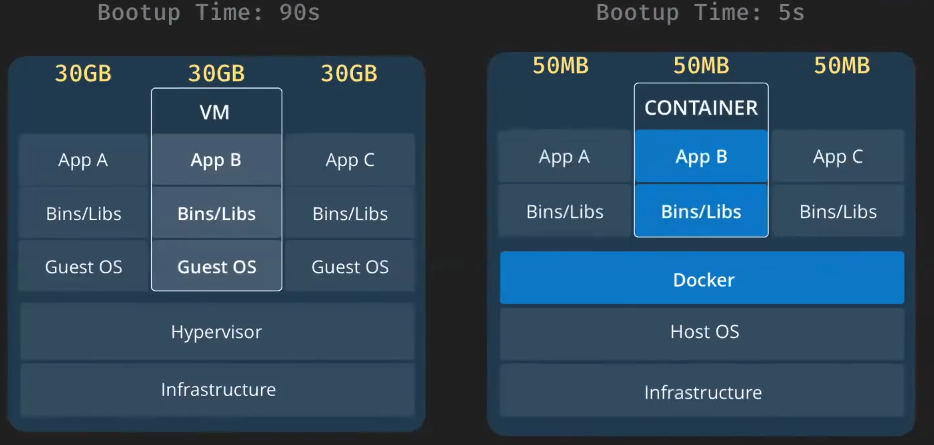 Bootup Time: 90s
30GB 30GB 30GB
VM
App A App B App C
Bins/Libs Bins/Libs Bins/Libs
Guest OS Guest OS Guest OS
Hypervisor
Infrastructure
Bootup Time: 5s
50MB 50MB 50MB
CONTAINER
App A App B App C
Bins/Libs Bins/Libs Bins/Libs
Docker
Host OS
Infrastructure